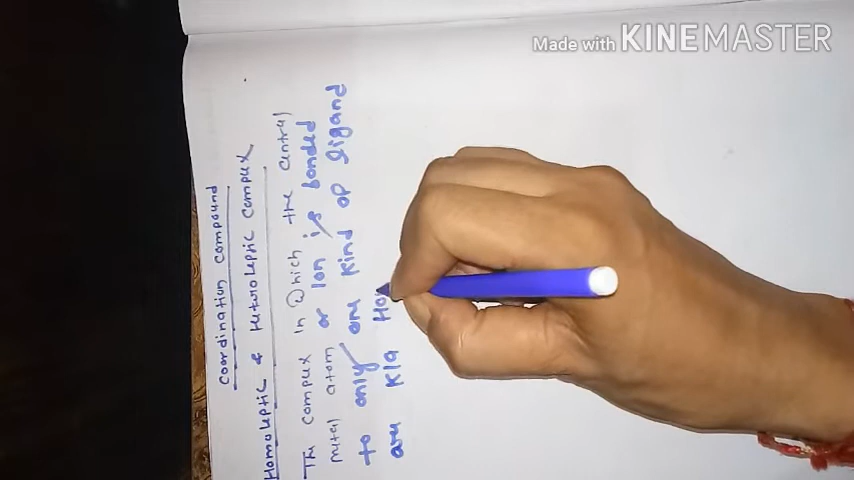 Made with KINEMASTER
Coordination Compound
Homoleptic & Heteroleptic Complex
The complex in which the central
metal atom or Ion is bonded
to only one kind of ligand
are K/a Ho